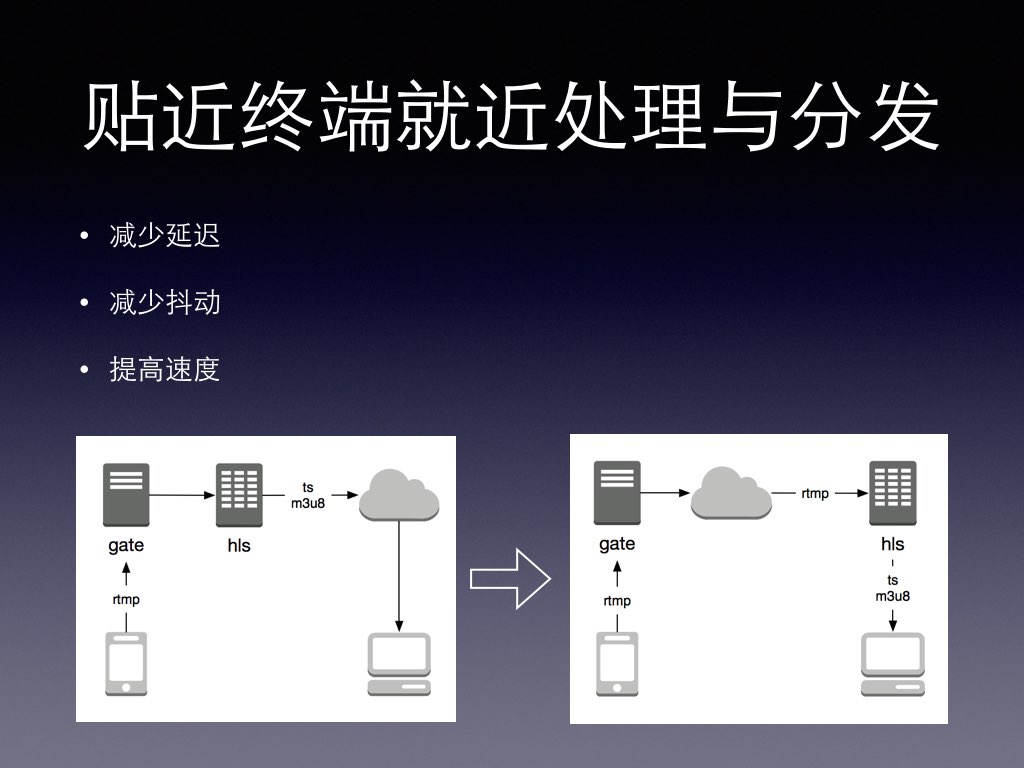 贴近终端就近处理与分发
• 减少延迟
• 减少抖动
• 提高速度
gate
hls
ts
m3u8
rtmp
gate
rtmp
hls
rtmp
ts
m3u8